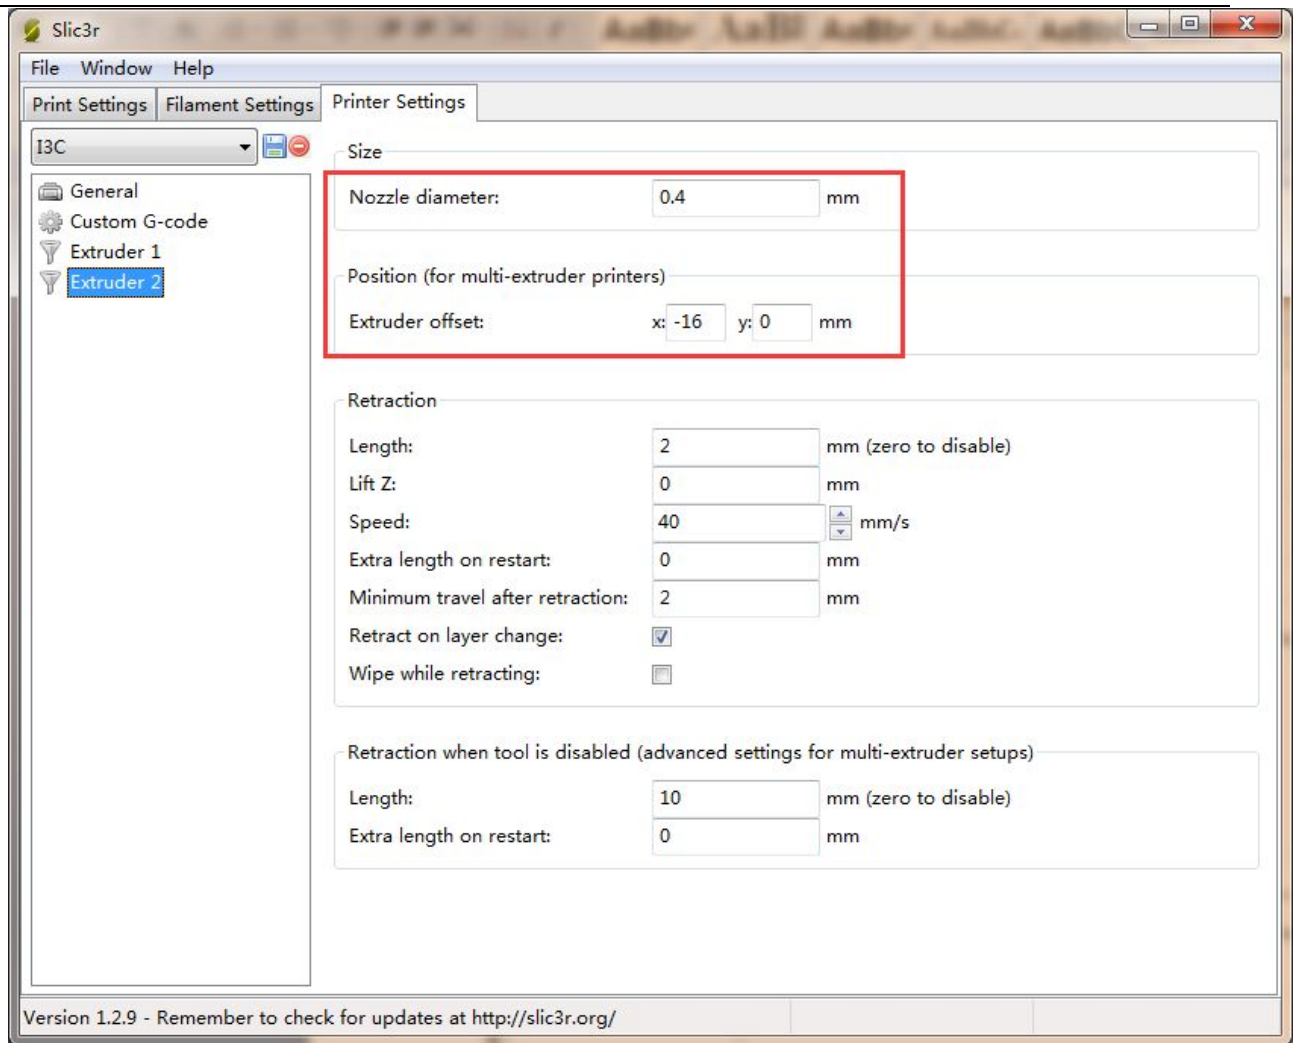 Slic3r
File Window Help
Print Settings Filament Settings Printer Settings
I3C
General
Custom G-code
Extruder 1
Extruder 2
Size
Nozzle diameter: 0.4 mm
Position (for multi-extruder printers)
Extruder offset: x: -16 y: 0 mm
Retraction
Length: 2 mm (zero to disable)
Lift Z: 0 mm
Speed: 40 mm/s
Extra length on restart: 0 mm
Minimum travel after retraction: 2 mm
Retract on layer change:
Wipe while retracting:
Retraction when tool is disabled (advanced settings for multi-extruder setups)
Length: 10 mm (zero to disable)
Extra length on restart: 0 mm
Version 1.2.9 - Remember to check for updates at http://slic3r.org/